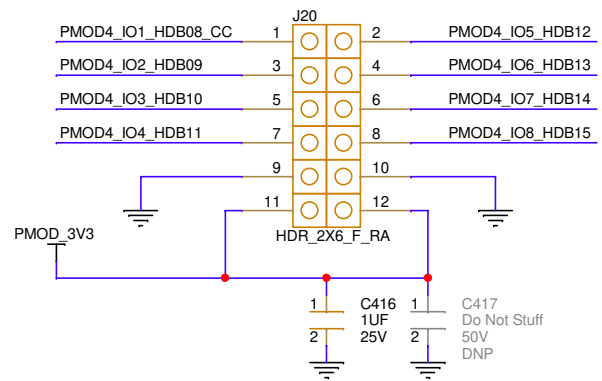 J20
PMOD4_IO1_HDB08_CC 1 2 PMOD4_IO5_HDB12
PMOD4_IO2_HDB09 3 4 PMOD4_IO6_HDB13
PMOD4_IO3_HDB10 5 6 PMOD4_IO7_HDB14
PMOD4_IO4_HDB11 7 8 PMOD4_IO8_HDB15
9 10
11 12
PMOD_3V3 HDR_2X6_F_RA
1 C416 1 C417
1UF Do Not Stuff
2 25V 2 50V
DNP